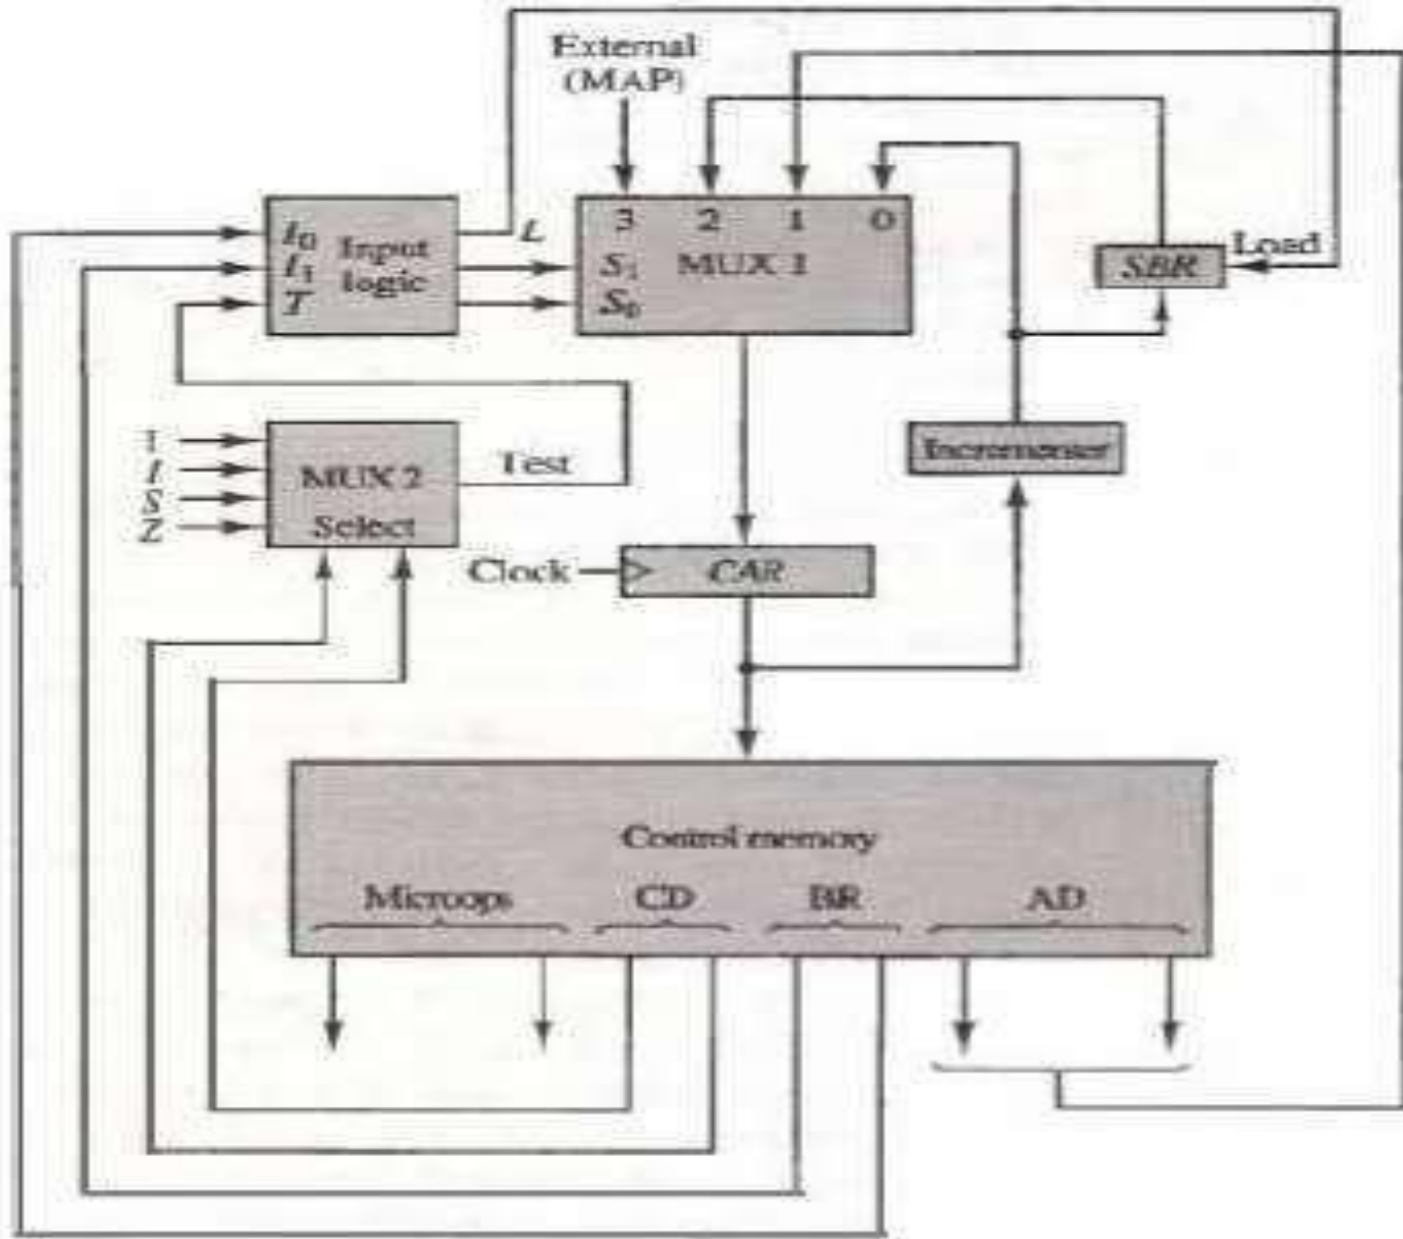 External
(MAP)
I0 Input L
I1 logic
T
3 2 1 0
S1 MUX 1
S0
SBR Load
1
I
S
Z
MUX 2
Select
Test
Incrementer
Clock CAR
Control memory
Microops CD BR AD